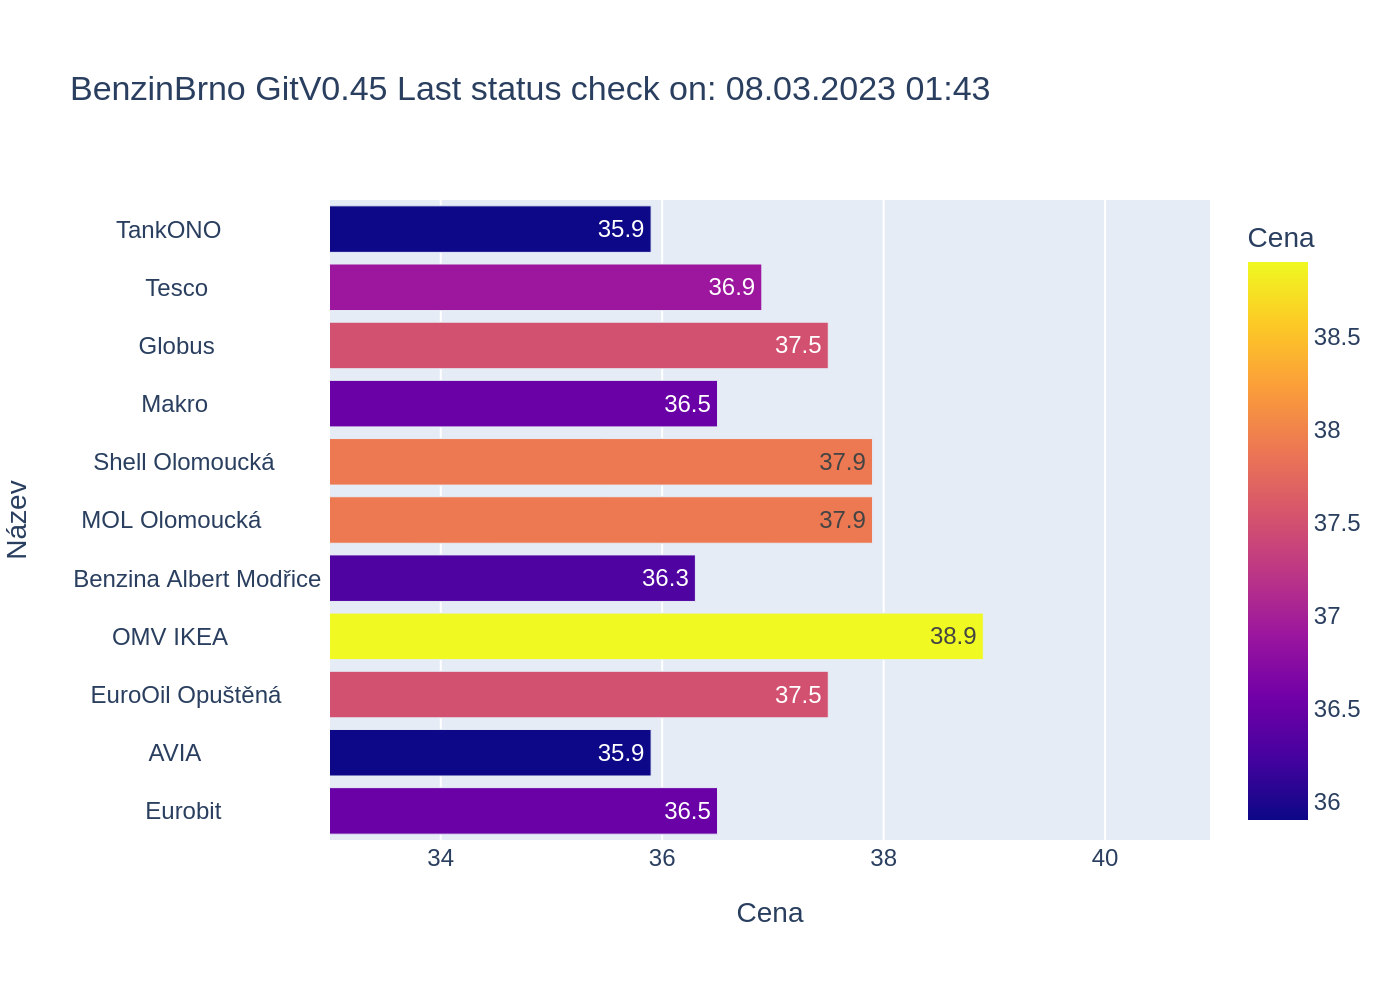 BenzinBrno GitV0.45 Last status check on: 08.03.2023 01:43
Název
TankONO 35.9
Tesco 36.9
Globus 37.5
Makro 36.5
Shell Olomoucká 37.9
MOL Olomoucká 37.9
Benzina Albert Modřice 36.3
OMV IKEA 38.9
EuroOil Opuštěná 37.5
AVIA 35.9
Eurobit 36.5
34 36 38 40
Cena
Cena
38.5
38
37.5
37
36.5
36